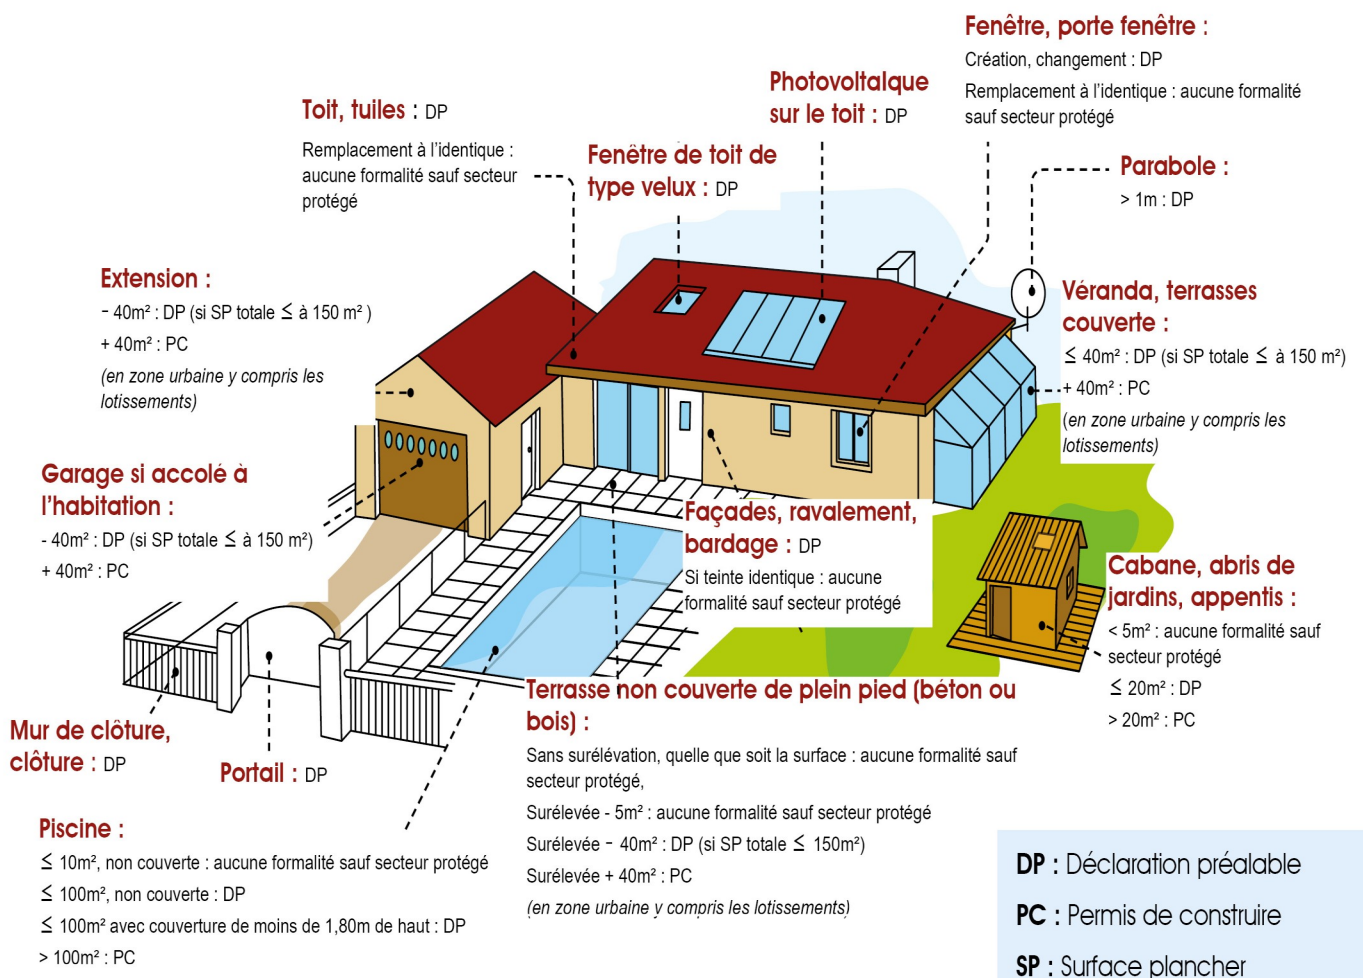 Fenêtre, porte fenêtre :
Création, changement : DP
Remplacement à l'identique : aucune formalité
sauf secteur protégé
Photovoltaïque
sur le toit : DP
Toit, tuiles : DP
Remplacement à l'identique :
aucune formalité sauf secteur
protégé
Fenêtre de toit de
type velux : DP
Parabole :
> 1m : DP
Extension :
- 40m² : DP (si SP totale ≤ à 150 m² )
+ 40m² : PC
(en zone urbaine y compris les
lotissements)
Véranda, terrasses
couverte :
≤ 40m² : DP (si SP totale ≤ à 150 m²)
+ 40m² : PC
(en zone urbaine y compris les
lotissements)
Garage si accolé à
l'habitation :
- 40m² : DP (si SP totale ≤ à 150 m²)
+ 40m² : PC
Façades, ravalement,
bardage : DP
Si teinte identique : aucune
formalité sauf secteur protégé
Cabane, abris de
jardins, appentis :
< 5m² : aucune formalité sauf
secteur protégé
≤ 20m² : DP
> 20m² : PC
Mur de clôture,
clôture : DP
Portail : DP
Terrasse non couverte de plein pied (béton ou
bois) :
Sans surélévation, quelle que soit la surface : aucune formalité sauf
secteur protégé,
Surélevée - 5m² : aucune formalité sauf secteur protégé
Surélevée - 40m² : DP (si SP totale ≤ 150m²)
Surélevée + 40m² : PC
(en zone urbaine y compris les lotissements)
Piscine :
≤ 10m², non couverte : aucune formalité sauf secteur protégé
≤ 100m², non couverte : DP
≤ 100m² avec couverture de moins de 1,80m de haut : DP
> 100m² : PC
DP : Déclaration préalable
PC : Permis de construire
SP : Surface plancher